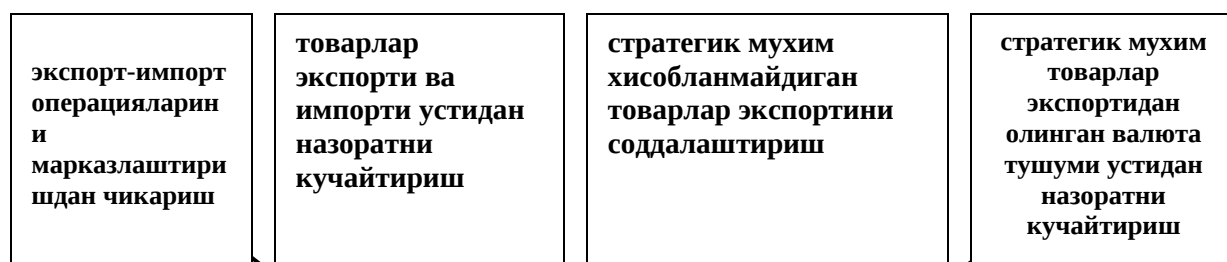 экспорт-импорт
операцияларин
и
марказлаштири
шдан чикариш
товарлар
экспорти ва
импорти устидан
назоратни
кучайтириш
стратегик мухим
хисобланмайдиган
товарлар экспортини
соддалаштириш
стратегик мухим
товарлар
экспортидан
олинган валюта
тушуми устидан
назоратни
кучайтириш